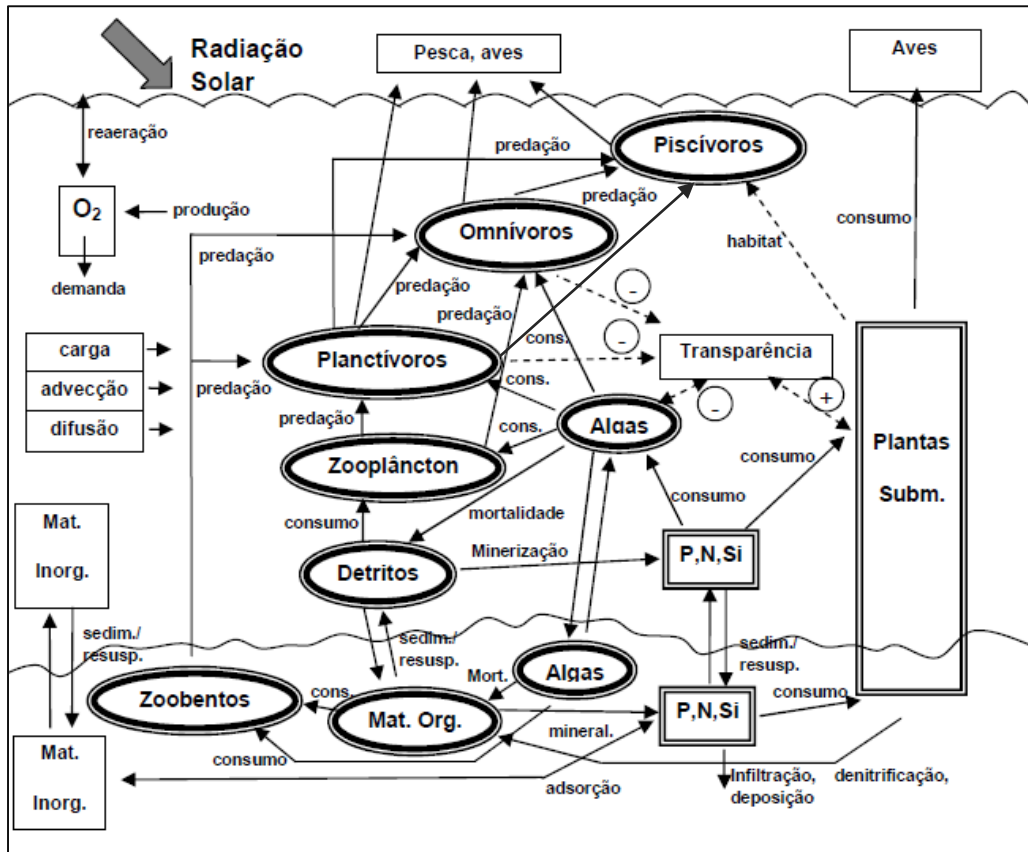 Radiação
Solar
Pesca, aves
Aves
reaeração
predação
Piscívoros
O2
produção
predação
Omnívoros
consumo
habitat
predação
demanda
predação
-
predação
-
carga
Planctívoros
cons.
Transparência
advecção
predação
cons.
difusão
predação
Algas
-
+
cons.
Plantas
Zooplâncton
consumo
Subm.
Mat.
consumo
consumo
mortalidade
Inorg.
Minerização
P,N,Si
Detritos
sedim./
resusp.
sedim./
resusp.
sedim./
resusp.
Mort.
Algas
Zoobentos
cons.
consumo
Mat. Org.
P,N,Si
Mat.
mineral.
consumo
Inorg.
adsorção
Infiltração,
deposição
denitrificação,